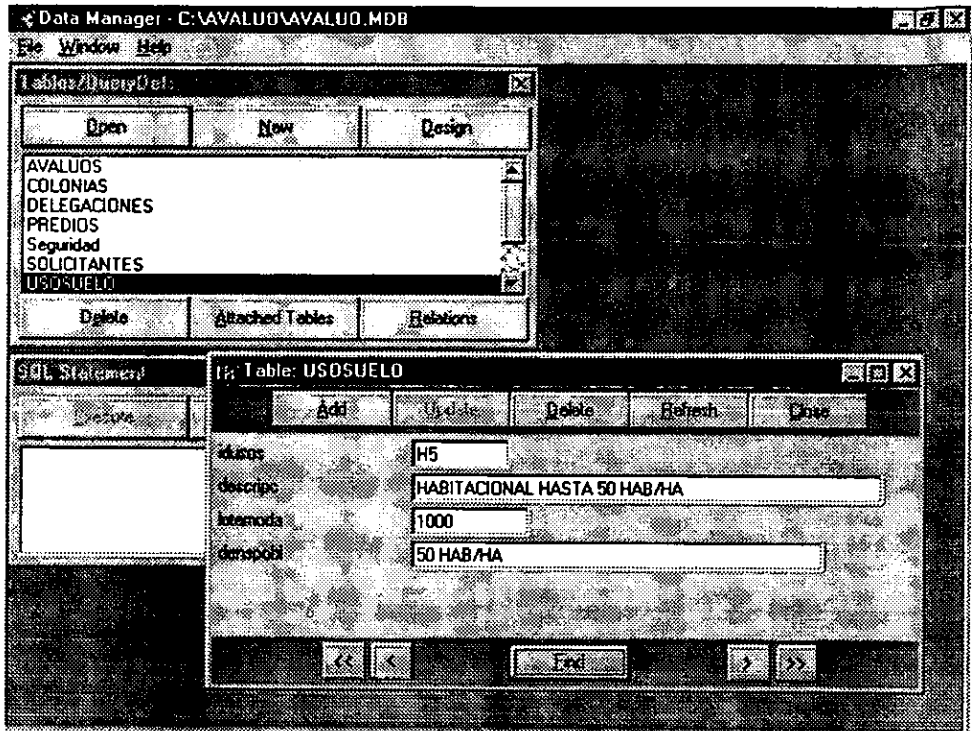 Data Manager - C:\AVALUO\AVALUO.MDB
File Window Help
Tables/QueryDefs
Open New Design
AVALUOS
COLONIAS
DELEGACIONES
PREDIOS
Seguridad
SOLICITANTES
USOSUELO
Delete Attached Tables Relations
SQL Statement
Execute
Table: USOSUELO
Add Update Delete Refresh Close
idusos H5
descripc HABITACIONAL HASTA 50 HAB/HA
lotemoda 1000
denspobl 50 HAB/HA
<< < Find > >>